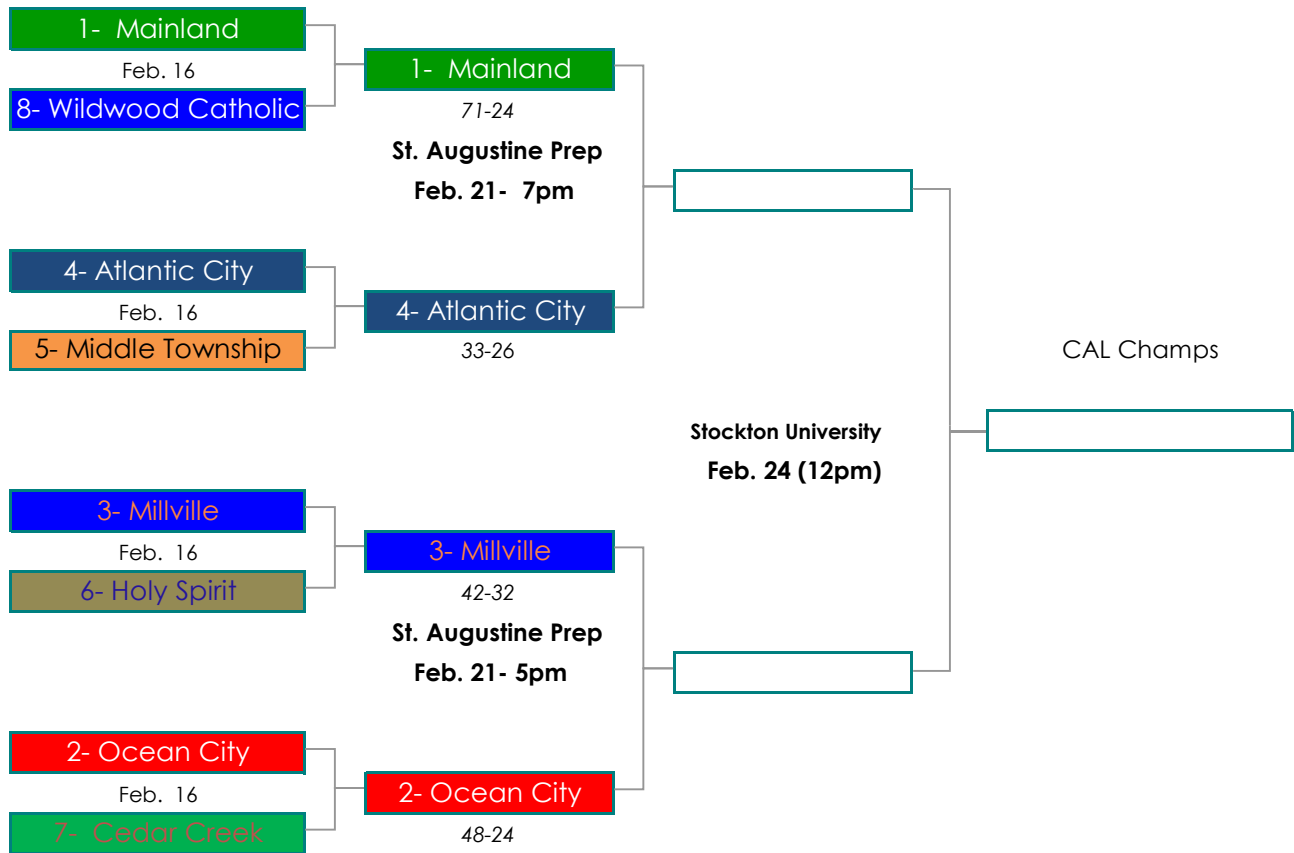 1- Mainland
Feb. 16
8- Wildwood Catholic
1- Mainland
71-24
St. Augustine Prep
Feb. 21- 7pm
4- Atlantic City
Feb. 16
5- Middle Township
4- Atlantic City
33-26
CAL Champs
Stockton University
Feb. 24 (12pm)
3- Millville
Feb. 16
6- Holy Spirit
3- Millville
42-32
St. Augustine Prep
Feb. 21- 5pm
2- Ocean City
Feb. 16
7- Cedar Creek
2- Ocean City
48-24